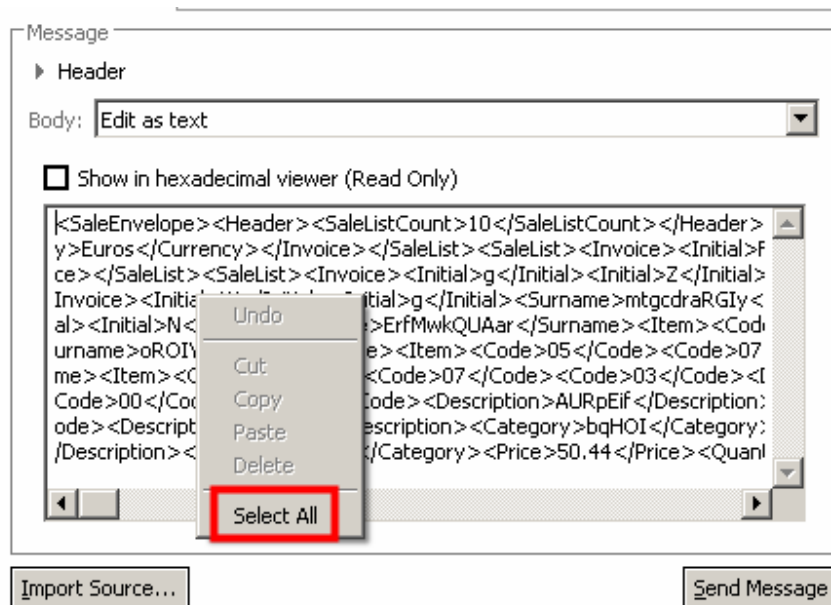 Message
Header
Body: Edit as text
Show in hexadecimal viewer (Read Only)
<SaleEnvelope><Header><SaleListCount>10</SaleListCount></Header>
y>Euros</Currency></Invoice></SaleList><SaleList><Invoice><Initial>
ce></SaleList><SaleList><Invoice><Initial>g</Initial><Initial>Z</Initial>
Invoice><Initia itial>g</Initial><Surname>mtgcdraRGIy<
al><Initial>N< >ErfMwkQUAar</Surname><Item><Cod
urname>oROIY e><Item><Code>05</Code><Code>07
me><Item><C <Code>07</Code><Code>03</Code><
Code>00</Cod Code><Description>AURpEif</Description>
ode><Descript escription><Category>bqHOI</Category>
/Description>< </Category><Price>50.44</Price><Quan
Undo
Cut
Copy
Paste
Delete
Select All
Import Source...
Send Message